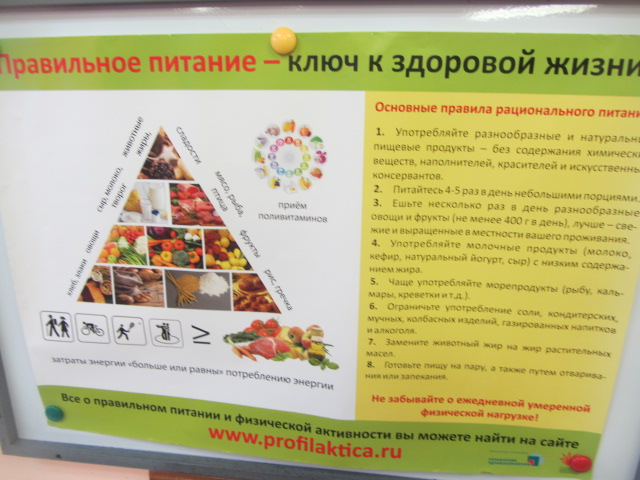 Правильное питание – ключ к здоровой жизни
животные
жиры,
сладости
сыр, молоко,
творог
мясо, рыба,
птица
овощи
фрукты
хлеб, злаки
рис, гречка
приём
поливитаминов
≥
затраты энергии «больше или равны» потреблению энергии
Основные правила рационального питани
1. Употребляйте разнообразные и натуральны
пищевые продукты – без содержания химически
веществ, наполнителей, красителей и искусственны
консервантов.
2. Питайтесь 4-5 раз в день небольшими порциями.
3. Ешьте несколько раз в день разнообразные
овощи и фрукты (не менее 400 г в день), лучше – све-
жие и выращенные в местности вашего проживания.
4. Употребляйте молочные продукты (молоко,
кефир, натуральный йогурт, сыр) с низким содержа-
нием жира.
5. Чаще употребляйте морепродукты (рыбу, каль-
мары, креветки и т.д.).
6. Ограничьте употребление соли, кондитерских,
мучных, колбасных изделий, газированных напитков
и алкоголя.
7. Замените животный жир на жир растительных
масел.
8. Готовьте пищу на пару, а также путем отварива-
ния или запекания.
Не забывайте о ежедневной умеренной
физической нагрузке!
Все о правильном питании и физической активности вы можете найти на сайте
www.profilaktica.ru